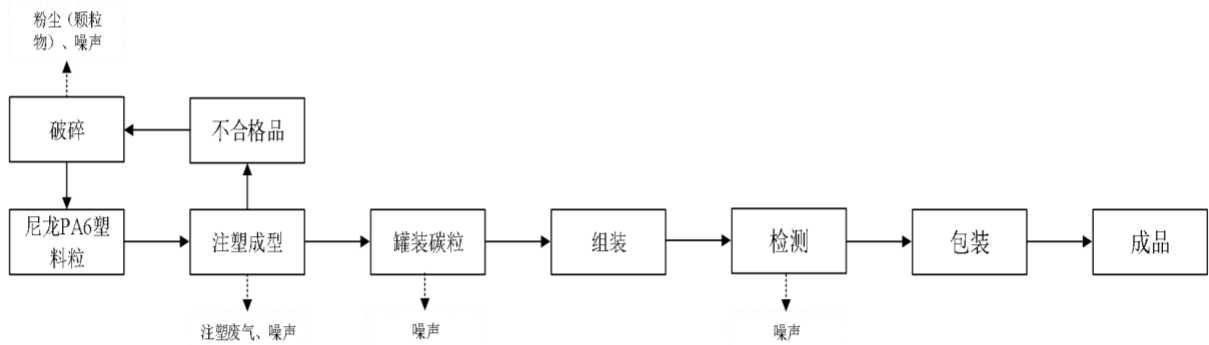 粉尘（颗粒
物）、噪声
破碎
不合格品
尼龙PA6塑
料粒
注塑成型
罐装碳粒
组装
检测
包装
成品
注塑废气、噪声
噪声
噪声